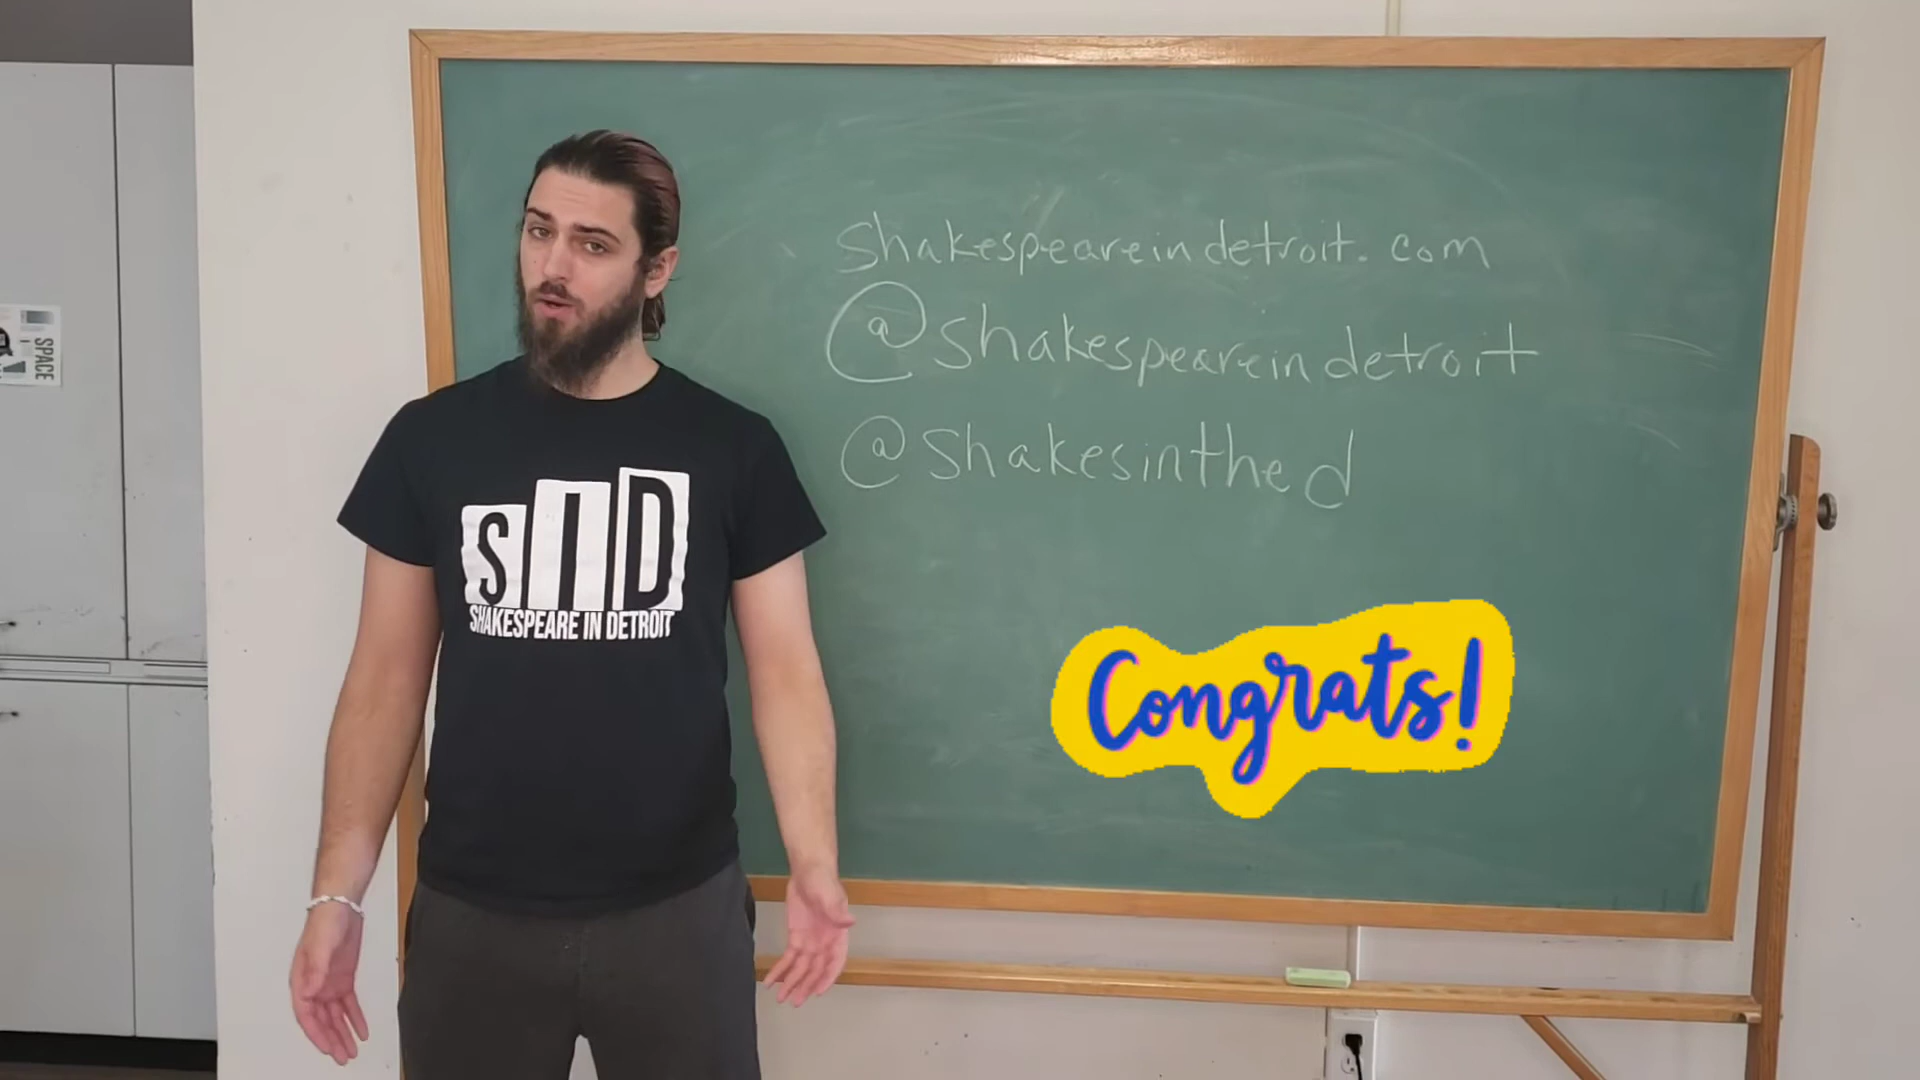 shakespeareindetroit.com
@shakespeareindetroit
@shakesinthed
SID
SHAKESPEARE IN DETROIT
Congrats!
SPACE